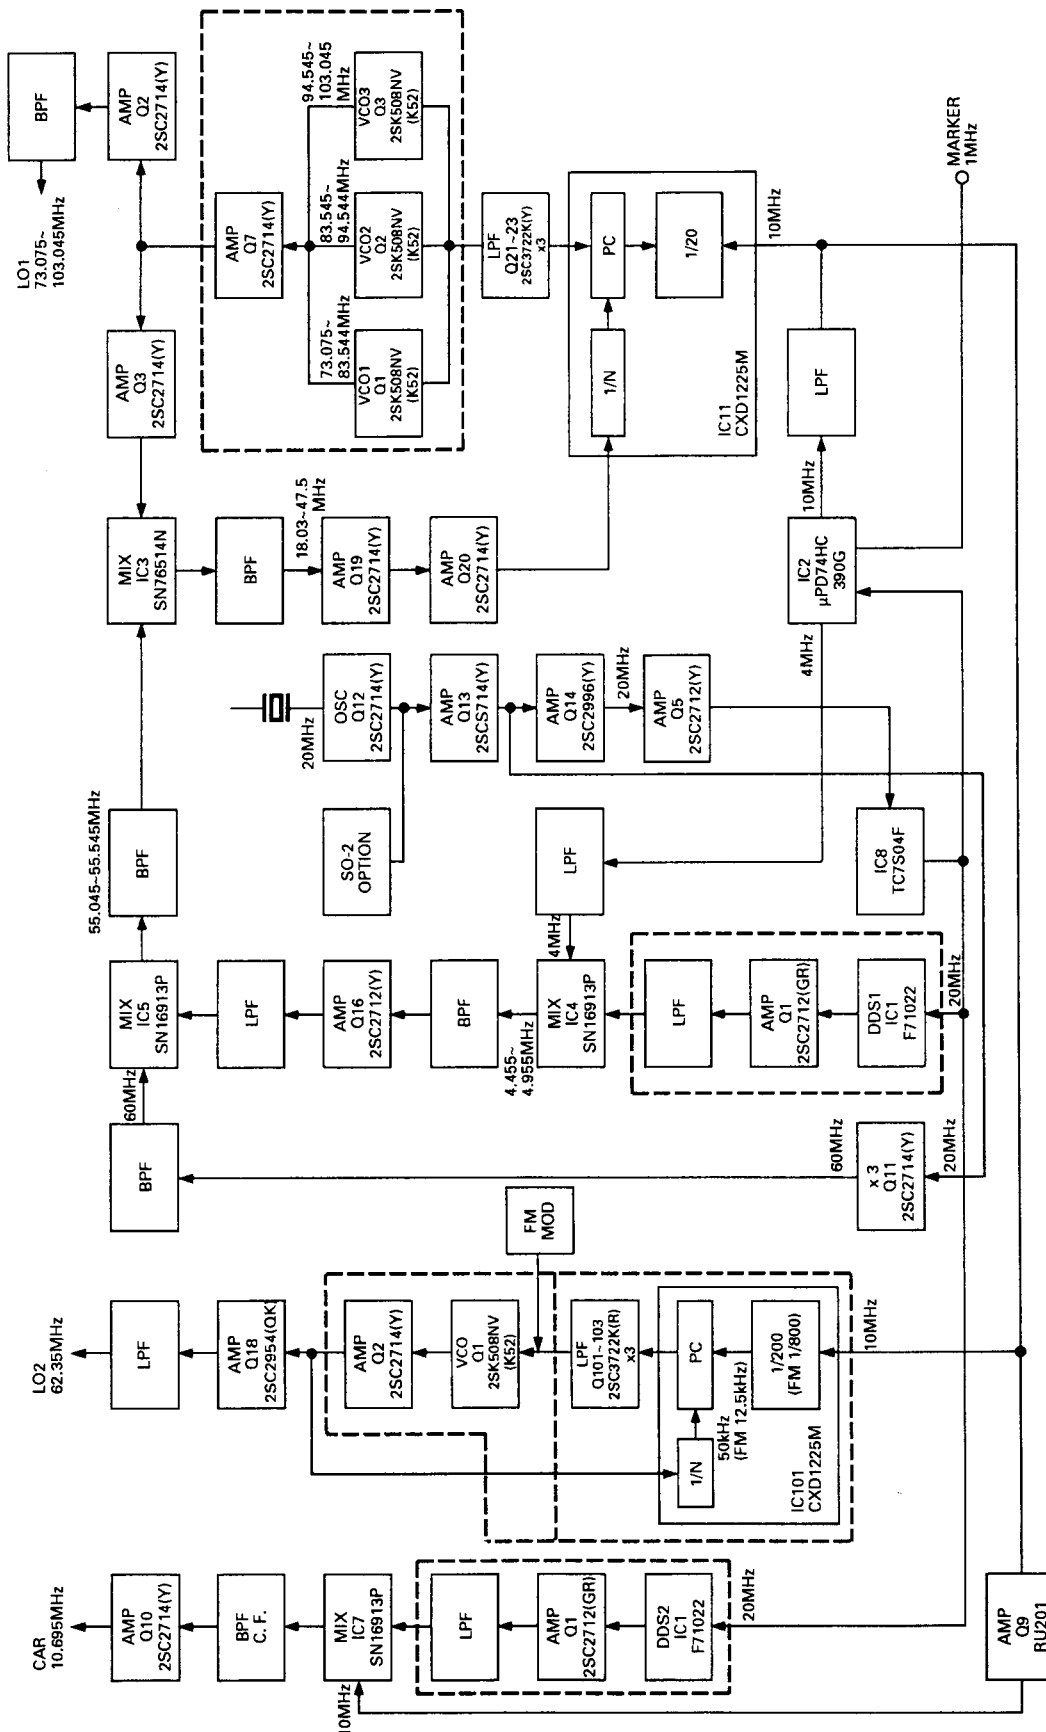 CAR
10.695MHz
AMP
Q10
2SC2714(Y)
BPF
C. F.
MIX
IC7
SN16913P
10MHz
LPF
AMP
Q1
2SC2712(GR)
DDS2
IC1
F71022
20MHz
AMP
Q9
RU201
LO2
62.35MHz
LPF
AMP
Q18
2SC2954(QK)
AMP
Q2
2SC2714(Y)
VCO
Q1
2SK508NV
(K52)
FM
MOD
LPF
Q101~103
2SC3722K(R)
x3
1/N
PC
50kHz
(FM 12.5kHz)
1/200
(FM 1/800)
IC101
CXD1225M
10MHz
BPF
60MHz
60MHz
x 3
Q11
2SC2714(Y)
20MHz
55.045~55.545MHz
BPF
MIX
IC5
SN16913P
LPF
AMP
Q16
2SC2712(Y)
BPF
4.455~
4.955MHz
MIX
IC4
SN16913P
4MHz
LPF
LPF
AMP
Q1
2SC2712(GR)
DDS1
IC1
F71022
20MHz
SO-2
OPTION
20MHz
OSC
Q12
2SC2714(Y)
AMP
Q13
2SCS714(Y)
AMP
Q14
2SC2996(Y)
20MHz
AMP
Q5
2SC2712(Y)
IC8
TC7S04F
MIX
IC3
SN76514N
BPF
18.03~47.5
MHz
AMP
Q19
2SC2714(Y)
AMP
Q20
2SC2714(Y)
4MHz
IC2
μPD74HC
390G
10MHz
LPF
LO1
73.075~
103.045MHz
BPF
AMP
Q2
2SC2714(Y)
AMP
Q3
2SC2714(Y)
AMP
Q7
2SC2714(Y)
73.075~
83.544MHz
VCO1
Q1
2SK508NV
(K52)
83.545~
94.544MHz
VCO2
Q2
2SK508NV
(K52)
94.545~
103.045
MHz
VCO3
Q3
2SK508NV
(K52)
LPF
Q21~23
2SC3722K(Y)
x3
1/N
PC
1/20
IC11
CXD1225M
10MHz
MARKER
1MHz